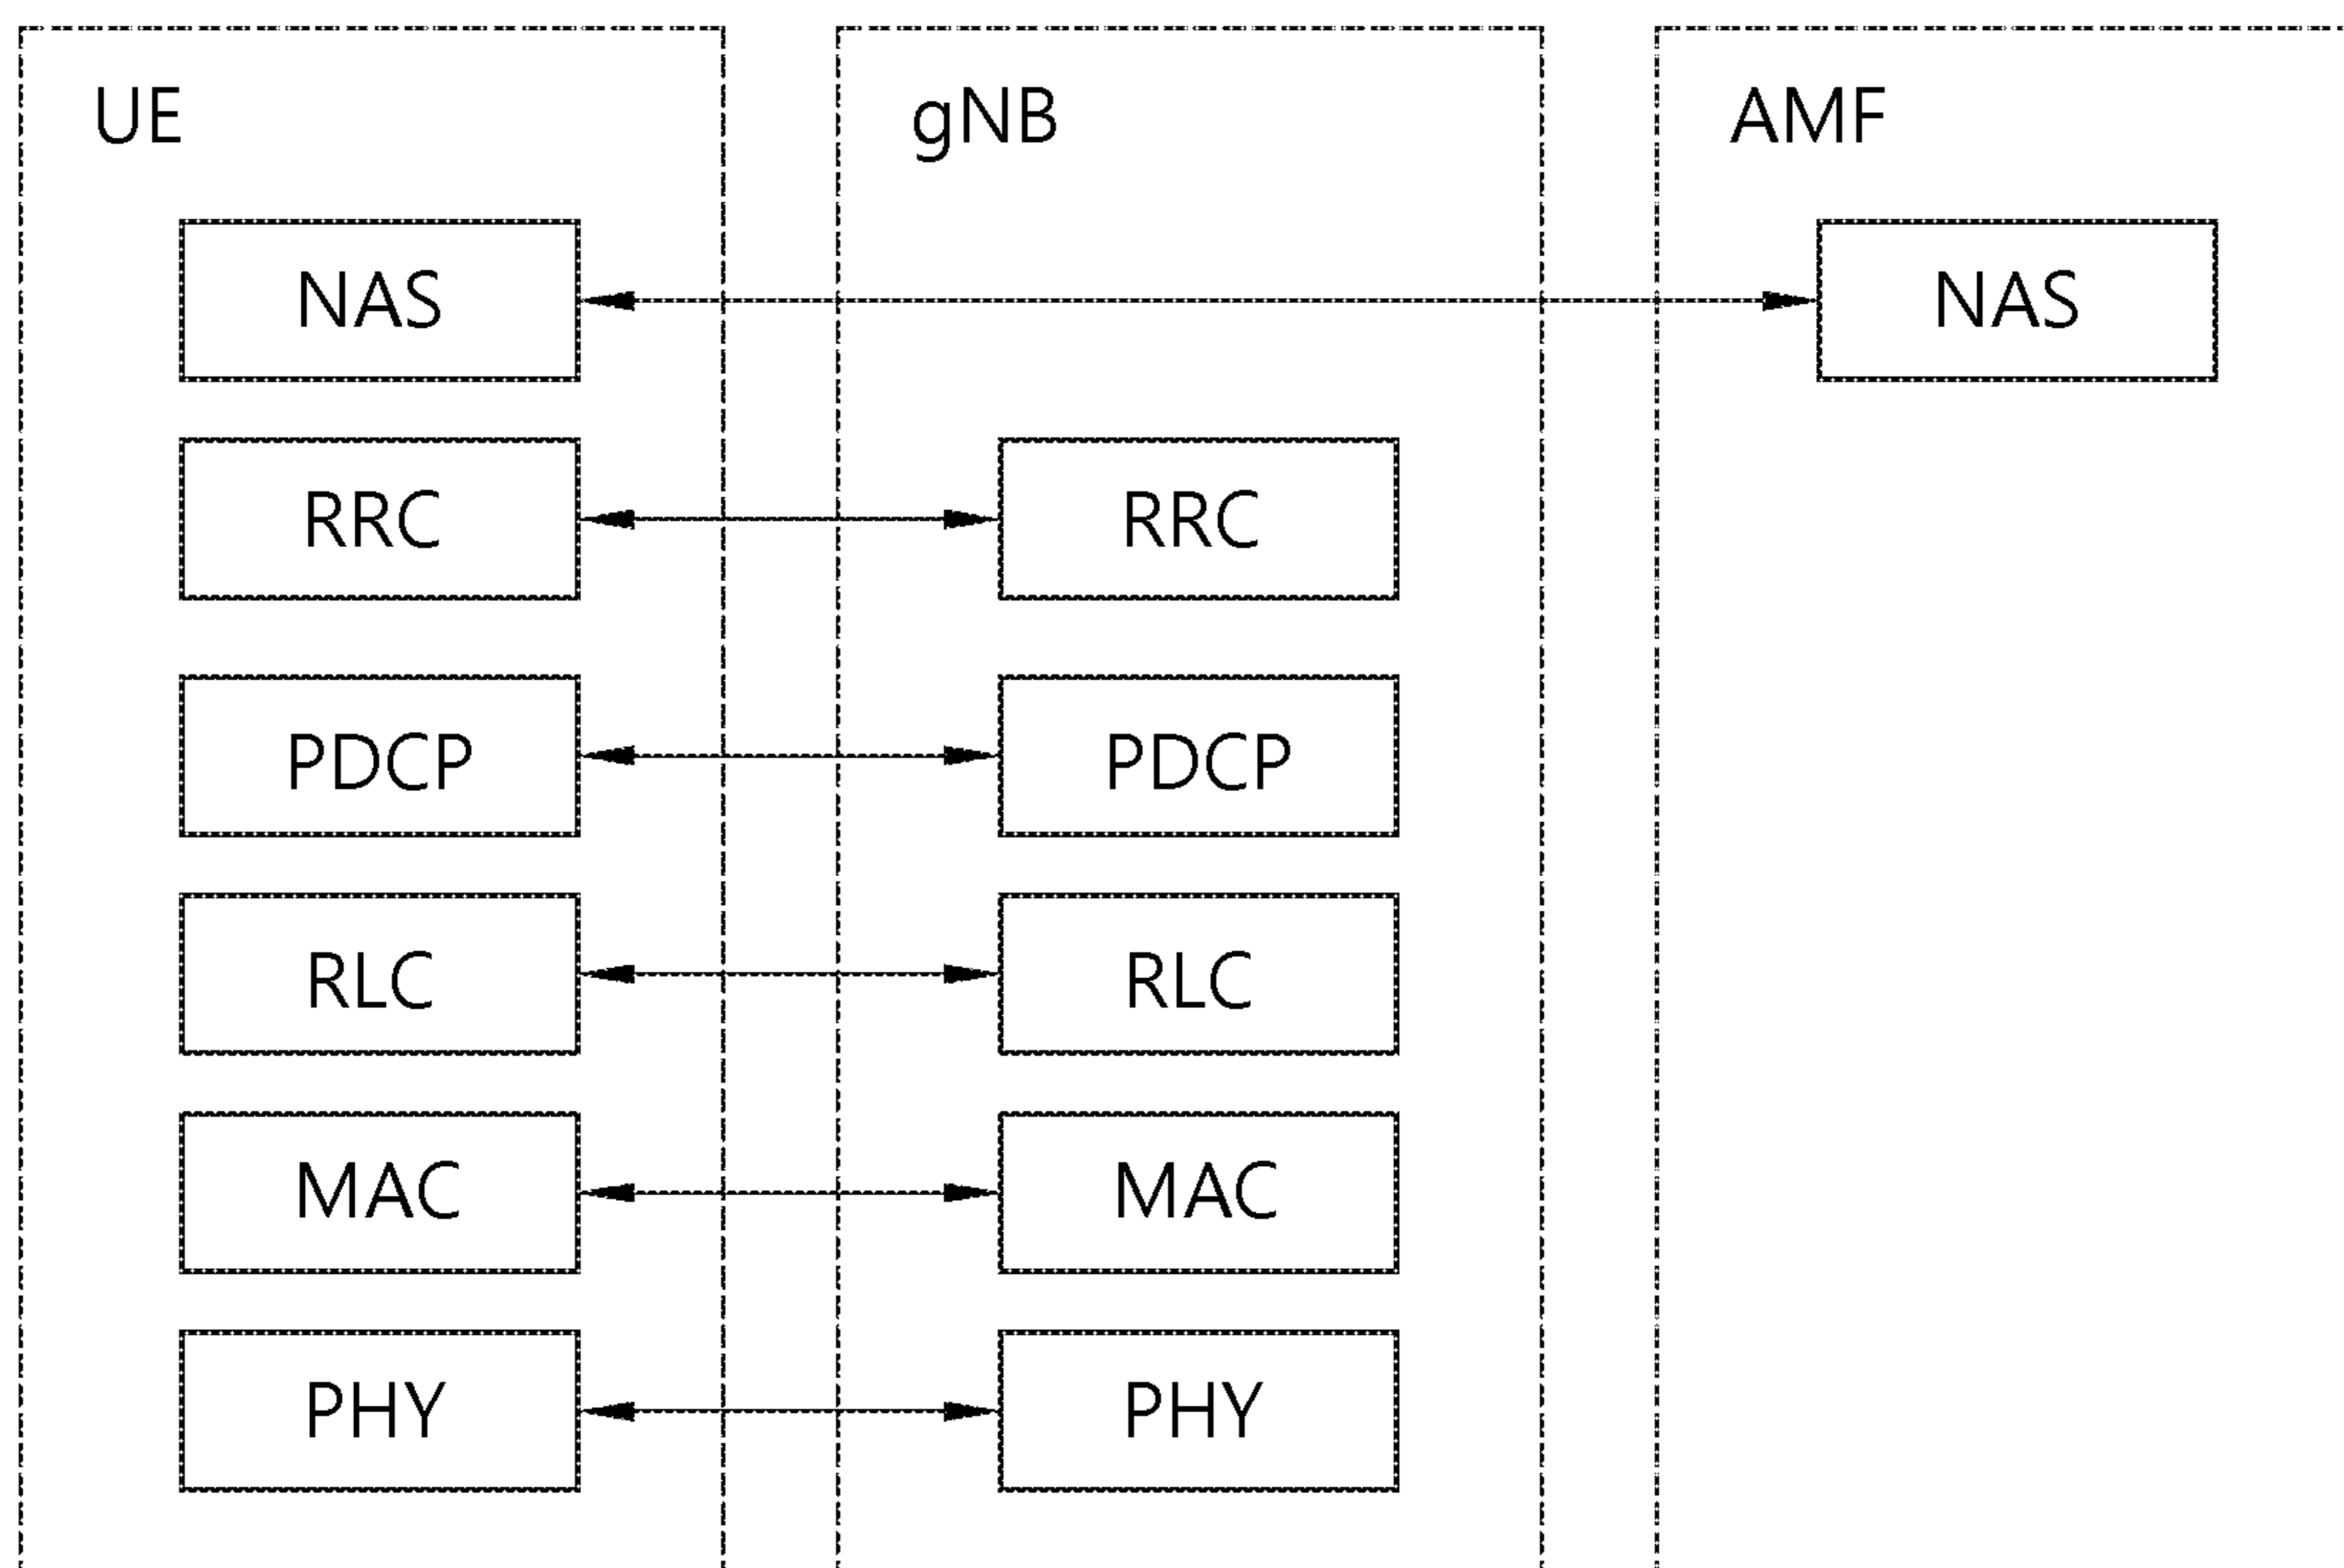 UE
gNB
AMF
NAS
NAS
RRC
RRC
PDCP
PDCP
RLC
RLC
MAC
MAC
PHY
PHY